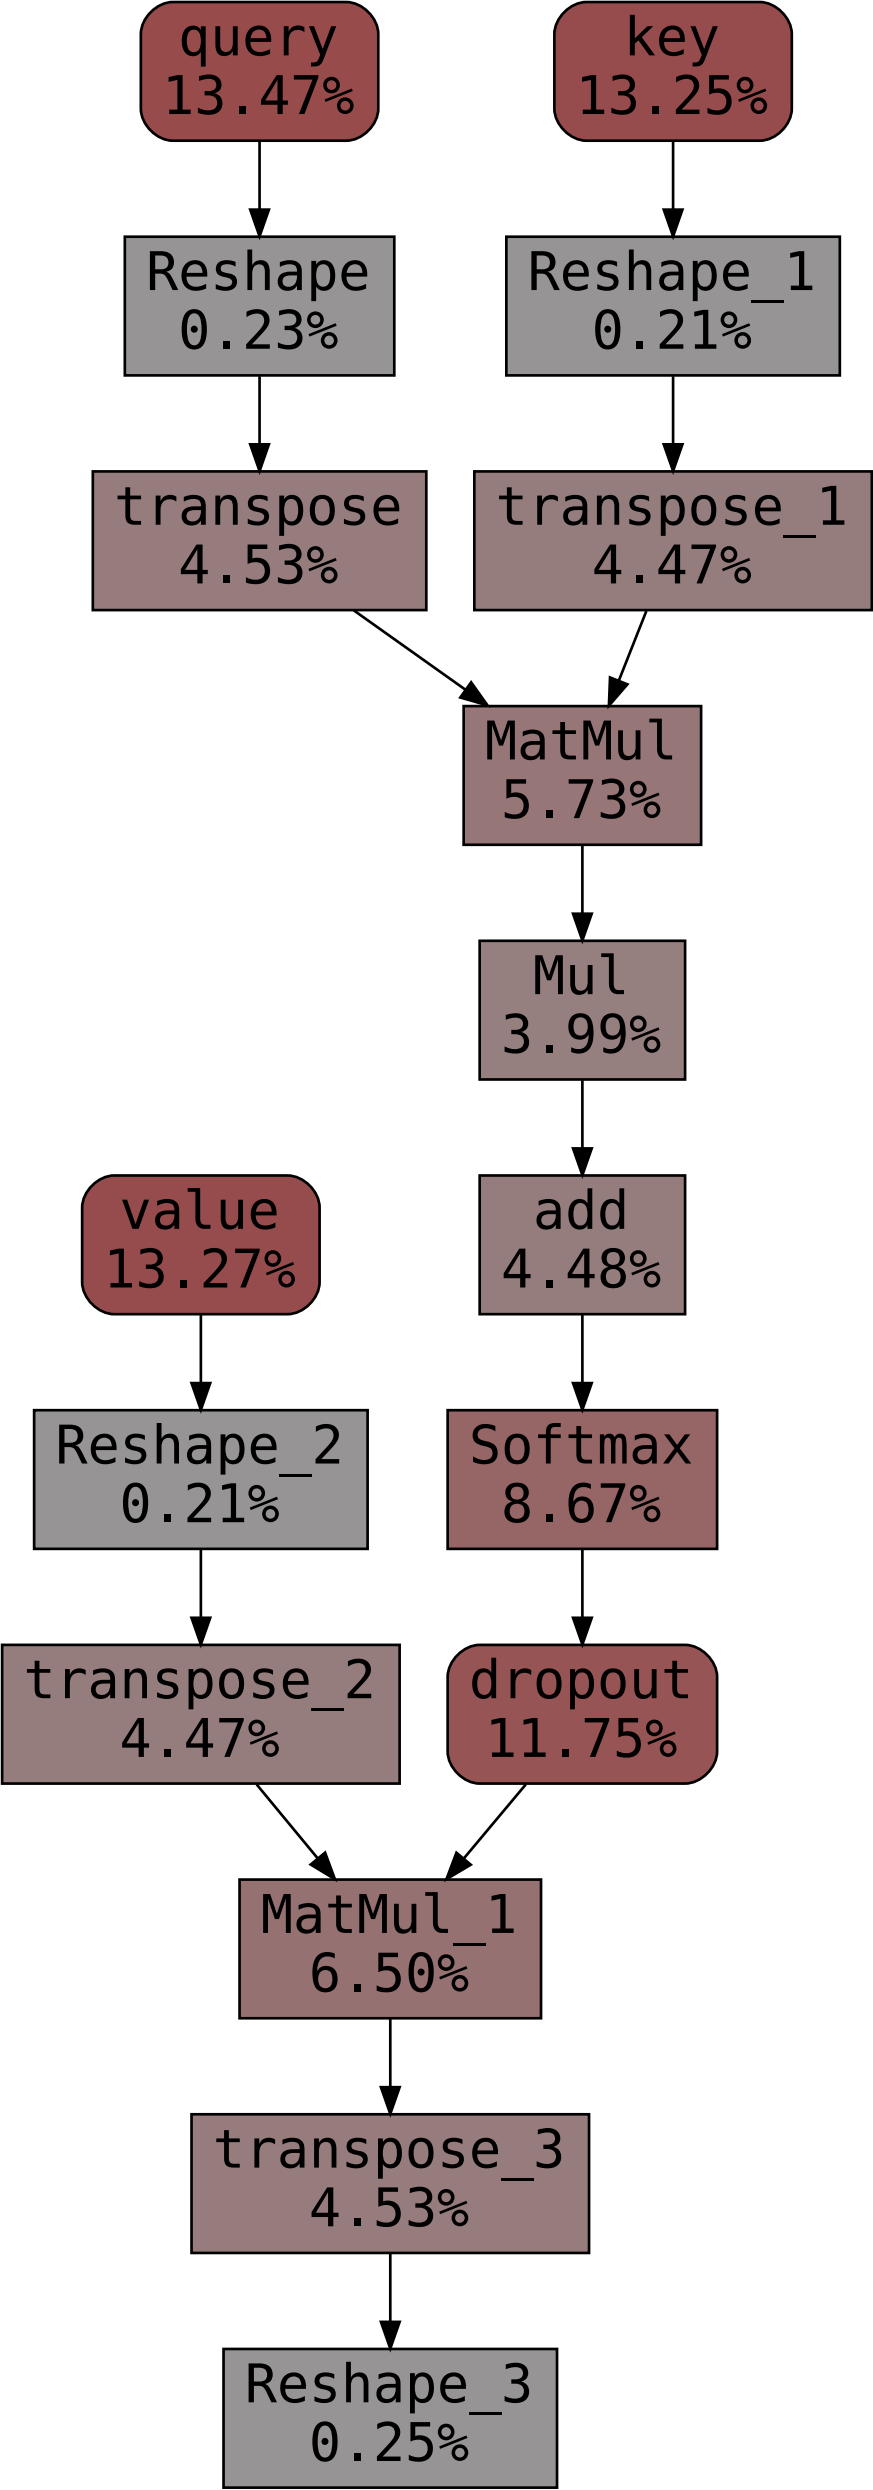 query
13.47%
key
13.25%
Reshape
0.23%
Reshape_1
0.21%
transpose
4.53%
transpose_1
4.47%
MatMul
5.73%
Mul
3.99%
add
4.48%
value
13.27%
Softmax
8.67%
Reshape_2
0.21%
transpose_2
4.47%
dropout
11.75%
MatMul_1
6.50%
transpose_3
4.53%
Reshape_3
0.25%